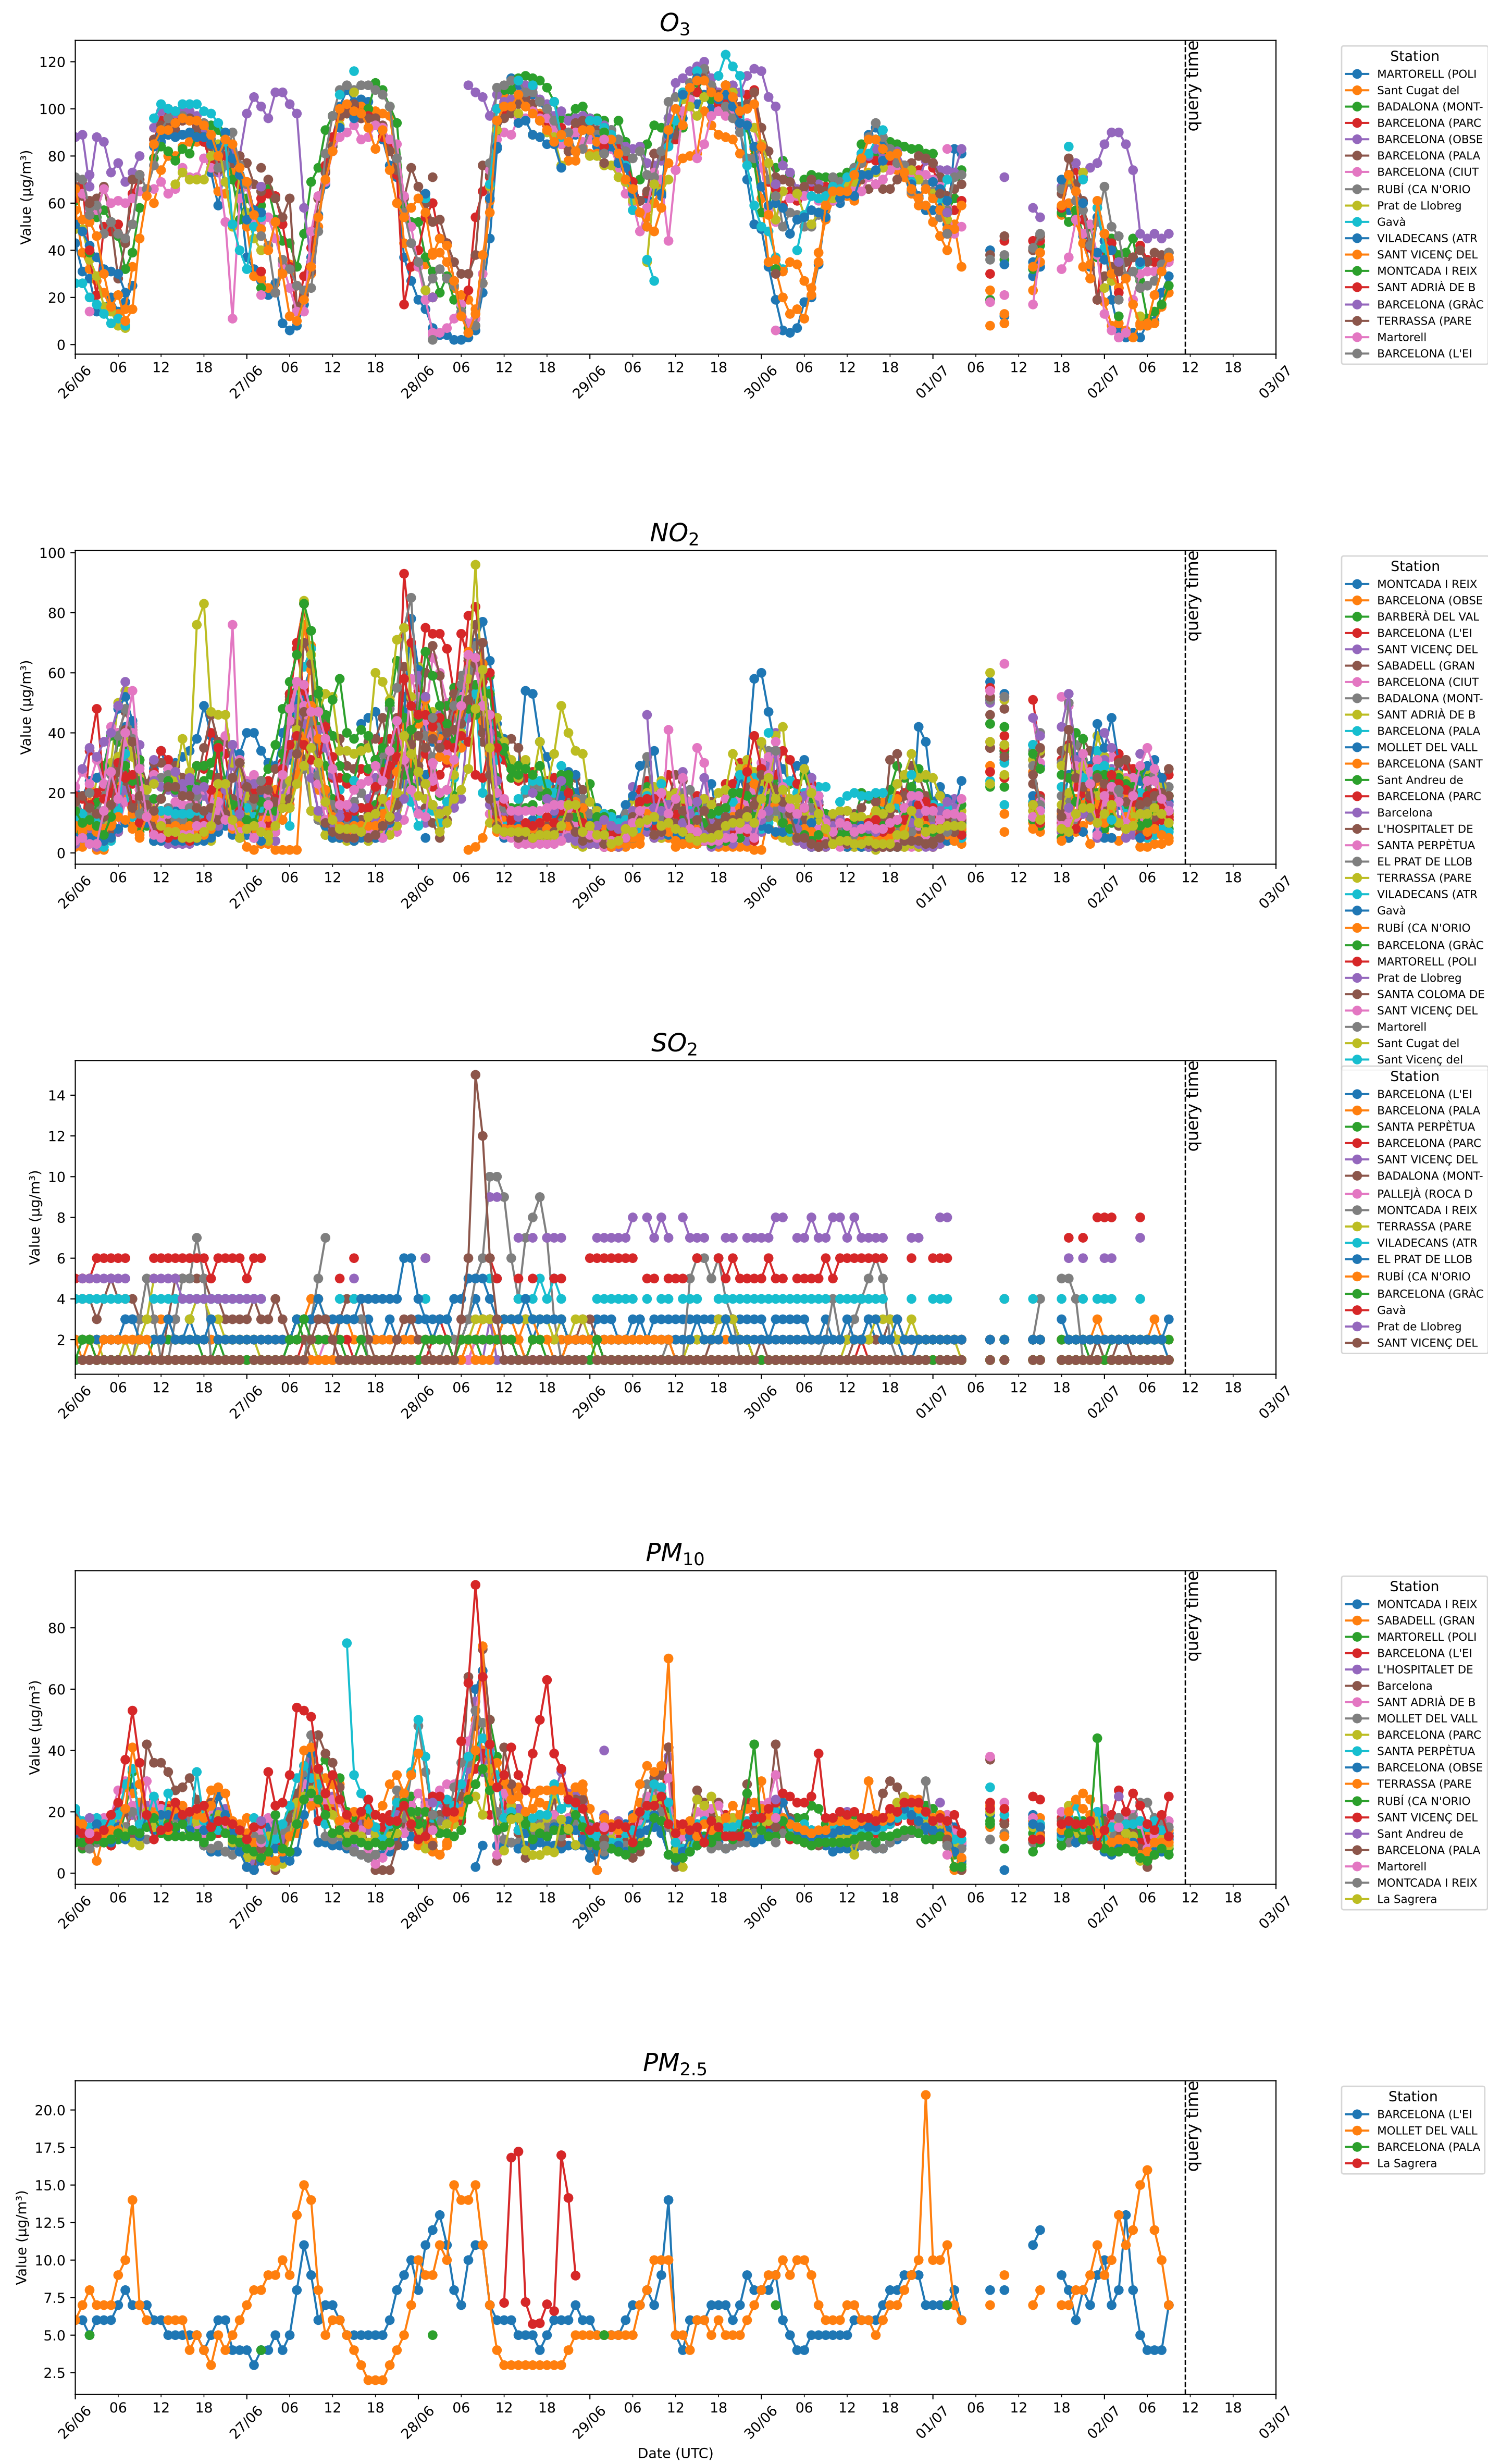 O3
Value (µg/m³)
120
100
80
60
40
20
0
26/06 06 12 18 27/06 06 12 18 28/06 06 12 18 29/06 06 12 18 30/06 06 12 18 01/07 06 12 18 02/07 06 12 18 03/07
query time
Station
MARTORELL (POLI
Sant Cugat del
BADALONA (MONT-
BARCELONA (PARC
BARCELONA (OBSE
BARCELONA (PALA
BARCELONA (CIUT
RUBÍ (CA N'ORIO
Prat de Llobreg
Gavà
VILADECANS (ATR
SANT VICENÇ DEL
MONTCADA I REIX
SANT ADRIÀ DE B
BARCELONA (GRÀC
TERRASSA (PARE
Martorell
BARCELONA (L'EI
NO2
Value (µg/m³)
100
80
60
40
20
0
26/06 06 12 18 27/06 06 12 18 28/06 06 12 18 29/06 06 12 18 30/06 06 12 18 01/07 06 12 18 02/07 06 12 18 03/07
query time
Station
MONTCADA I REIX
BARCELONA (OBSE
BARBERÀ DEL VAL
BARCELONA (L'EI
SANT VICENÇ DEL
SABADELL (GRAN
BARCELONA (CIUT
BADALONA (MONT-
SANT ADRIÀ DE B
BARCELONA (PALA
MOLLET DEL VALL
BARCELONA (SANT
Sant Andreu de
BARCELONA (PARC
Barcelona
L'HOSPITALET DE
SANTA PERPÈTUA
EL PRAT DE LLOB
TERRASSA (PARE
VILADECANS (ATR
Gavà
RUBÍ (CA N'ORIO
BARCELONA (GRÀC
MARTORELL (POLI
Prat de Llobreg
SANTA COLOMA DE
SANT VICENÇ DEL
Martorell
Sant Cugat del
Sant Vicenç del
SO2
Value (µg/m³)
14
12
10
8
6
4
2
26/06 06 12 18 27/06 06 12 18 28/06 06 12 18 29/06 06 12 18 30/06 06 12 18 01/07 06 12 18 02/07 06 12 18 03/07
query time
Station
BARCELONA (L'EI
BARCELONA (PALA
SANTA PERPÈTUA
BARCELONA (PARC
SANT VICENÇ DEL
BADALONA (MONT-
PALLEJÀ (ROCA D
MONTCADA I REIX
TERRASSA (PARE
VILADECANS (ATR
EL PRAT DE LLOB
RUBÍ (CA N'ORIO
BARCELONA (GRÀC
Gavà
Prat de Llobreg
SANT VICENÇ DEL
PM10
Value (µg/m³)
80
60
40
20
0
26/06 06 12 18 27/06 06 12 18 28/06 06 12 18 29/06 06 12 18 30/06 06 12 18 01/07 06 12 18 02/07 06 12 18 03/07
query time
Station
MONTCADA I REIX
SABADELL (GRAN
MARTORELL (POLI
BARCELONA (L'EI
L'HOSPITALET DE
Barcelona
SANT ADRIÀ DE B
MOLLET DEL VALL
BARCELONA (PARC
SANTA PERPÈTUA
BARCELONA (OBSE
TERRASSA (PARE
RUBÍ (CA N'ORIO
SANT VICENÇ DEL
Sant Andreu de
BARCELONA (PALA
Martorell
MONTCADA I REIX
La Sagrera
PM2.5
Value (µg/m³)
20.0
17.5
15.0
12.5
10.0
7.5
5.0
2.5
26/06 06 12 18 27/06 06 12 18 28/06 06 12 18 29/06 06 12 18 30/06 06 12 18 01/07 06 12 18 02/07 06 12 18 03/07
Date (UTC)
query time
Station
BARCELONA (L'EI
MOLLET DEL VALL
BARCELONA (PALA
La Sagrera